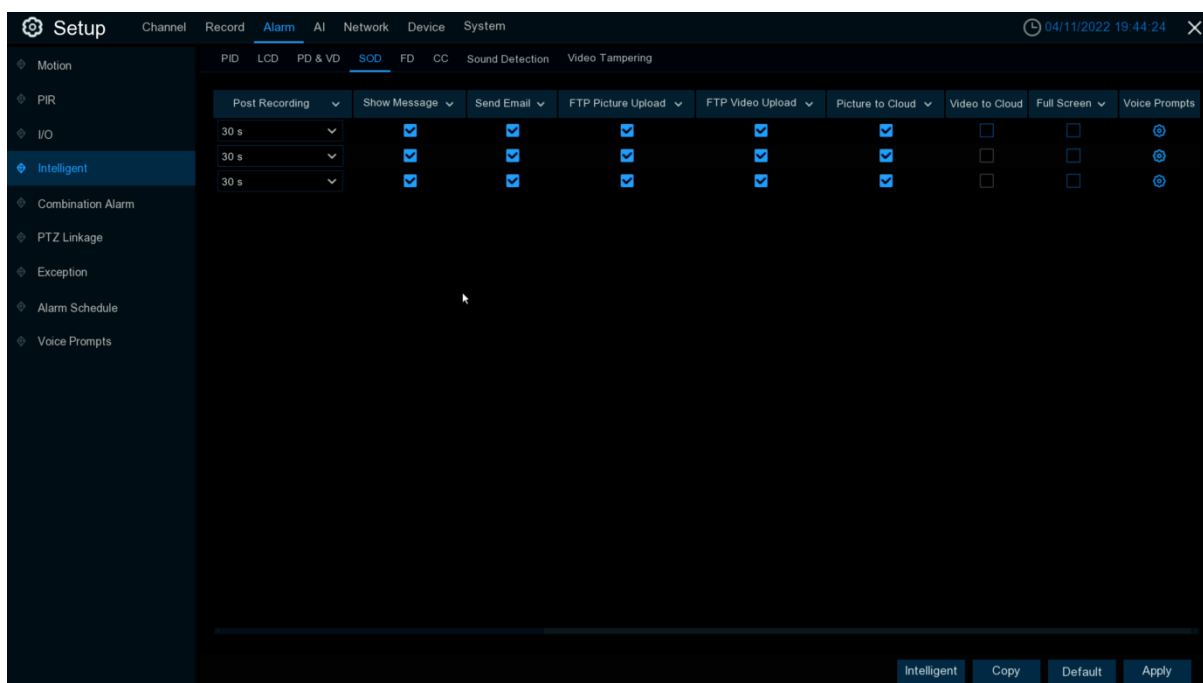 Setup Channel Record Alarm AI Network Device System 04/11/2022 19:44:24
PID LCD PD & VD SOD FD CC Sound Detection Video Tampering
Motion
PIR
I/O
Intelligent
Combination Alarm
PTZ Linkage
Exception
Alarm Schedule
Voice Prompts
Post Recording Show Message Send Email FTP Picture Upload FTP Video Upload Picture to Cloud Video to Cloud Full Screen Voice Prompts
30 s
30 s
30 s
Intelligent Copy Default Apply